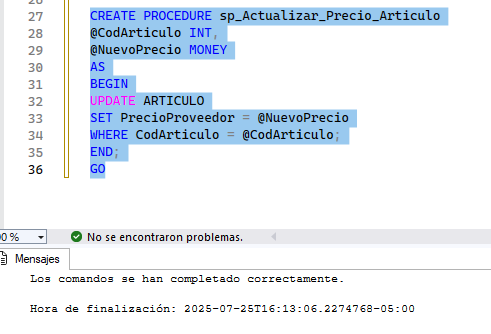 27 CREATE PROCEDURE sp_Actualizar_Precio_Articulo
28 @CodArticulo INT,
29 @NuevoPrecio MONEY
30 AS
31 BEGIN
32 UPDATE ARTICULO
33 SET PrecioProveedor = @NuevoPrecio
34 WHERE CodArticulo = @CodArticulo;
35 END;
36 GO
No se encontraron problemas.
Mensajes
Los comandos se han completado correctamente.
Hora de finalización: 2025-07-25T16:13:06.2274768-05:00